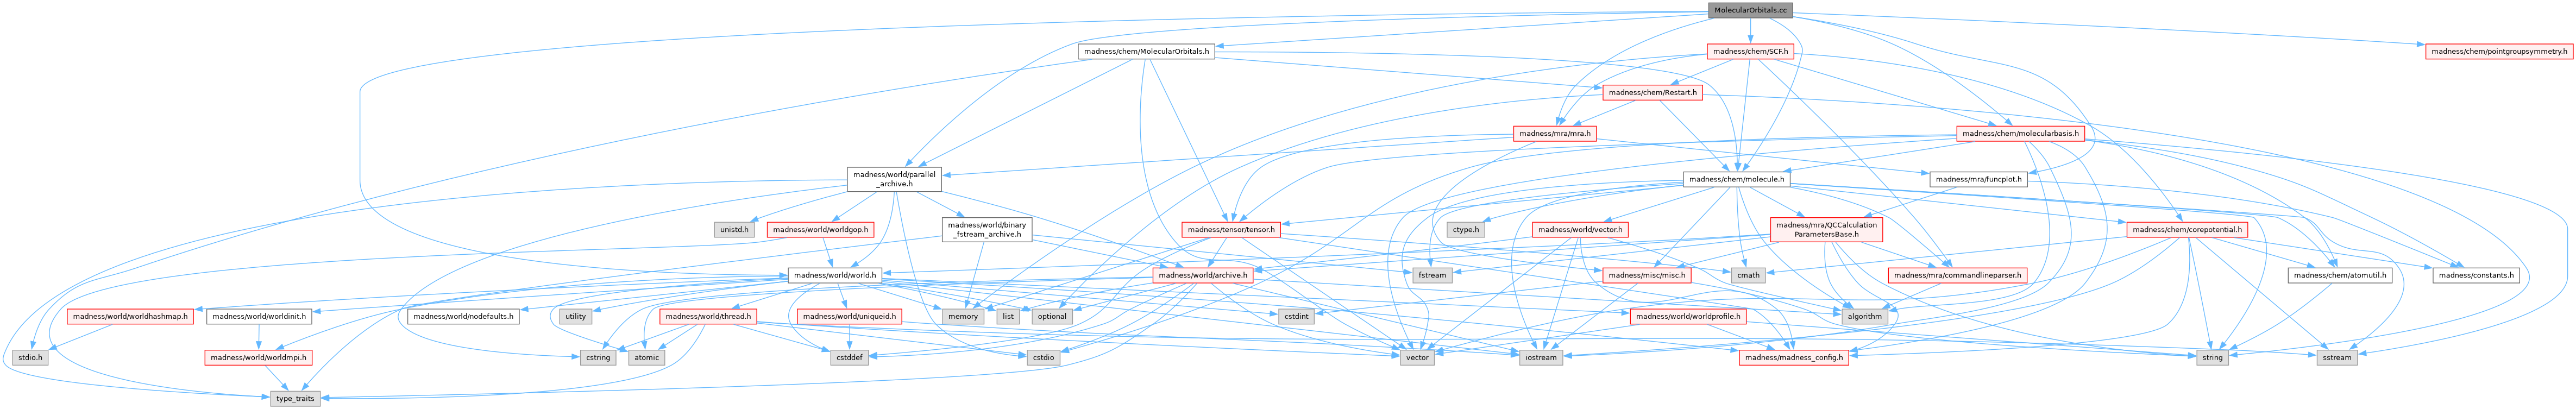 MolecularOrbitals.cc
madness/chem/MolecularOrbitals.h
madness/chem/SCF.h
madness/chem/pointgroupsymmetry.h
madness/chem/Restart.h
madness/mra/mra.h
madness/chem/molecularbasis.h
madness/world/parallel
_archive.h
madness/chem/molecule.h
madness/mra/funcplot.h
unistd.h
madness/world/worldgop.h
madness/world/binary
_fstream_archive.h
madness/tensor/tensor.h
ctype.h
madness/world/vector.h
madness/mra/QCCalculation
ParametersBase.h
madness/chem/corepotential.h
madness/world/world.h
madness/world/archive.h
fstream
madness/misc/misc.h
cmath
madness/mra/commandlineparser.h
madness/chem/atomutil.h
madness/constants.h
madness/world/worldhashmap.h
madness/world/worldinit.h
madness/world/nodefaults.h
utility
madness/world/thread.h
madness/world/uniqueid.h
memory
list
optional
cstdint
madness/world/worldprofile.h
algorithm
stdio.h
madness/world/worldmpi.h
cstring
atomic
cstddef
cstdio
vector
iostream
madness/madness_config.h
string
sstream
type_traits